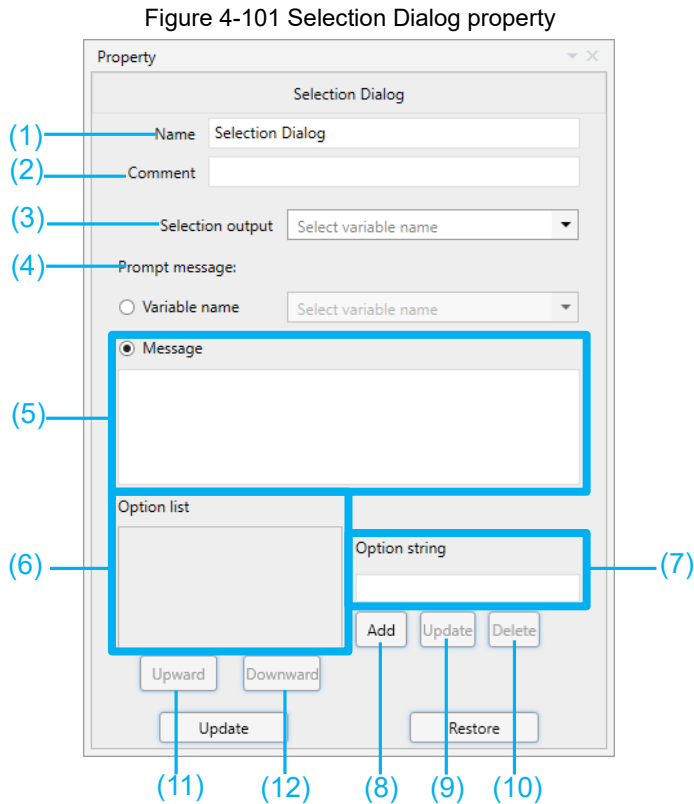 Figure 4-101 Selection Dialog property
Property
Selection Dialog
(1) Name Selection Dialog
(2) Comment
(3) Selection output Select variable name
(4) Prompt message:
Variable name Select variable name
Message
(5)
Option list
Option string
(6) (7)
Add Update Delete
Upward Downward
Update Restore
(11) (12) (8) (9) (10)